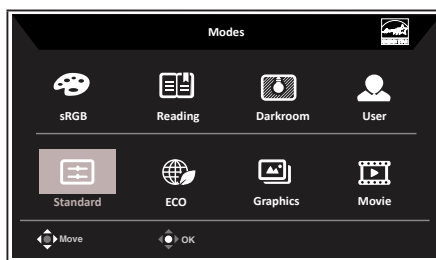 Modes
sRGB Reading Darkroom User
Standard ECO Graphics Movie
Move OK